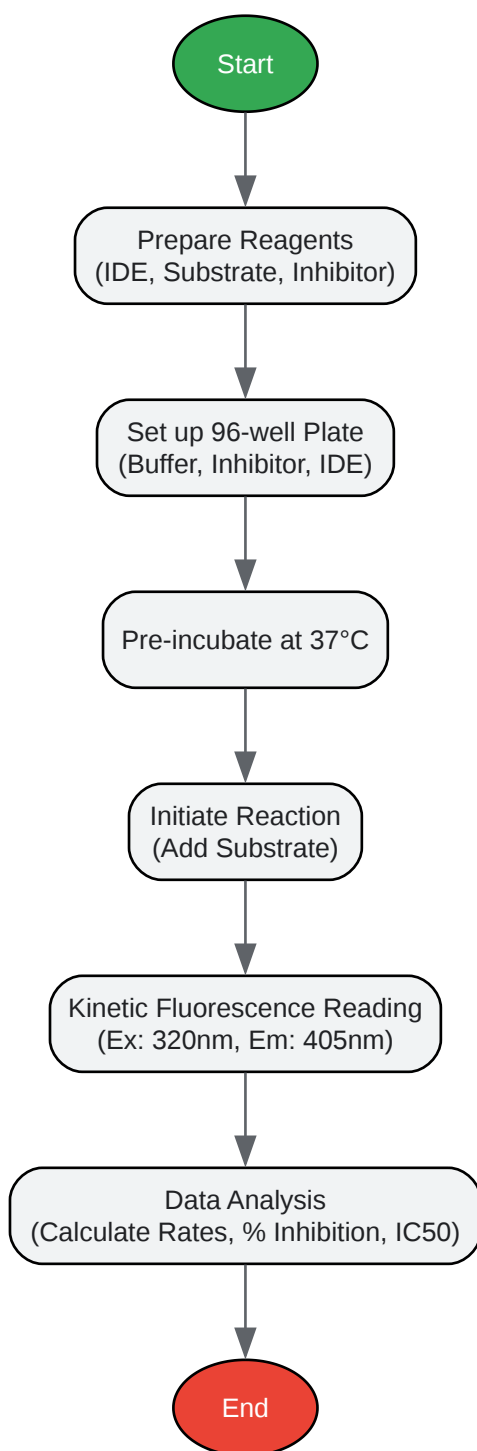 Start
Prepare Reagents
(IDE, Substrate, Inhibitor)
Set up 96-well Plate
(Buffer, Inhibitor, IDE)
Pre-incubate at 37°C
Initiate Reaction
(Add Substrate)
Kinetic Fluorescence Reading
(Ex: 320nm, Em: 405nm)
Data Analysis
(Calculate Rates, % Inhibition, IC50)
End